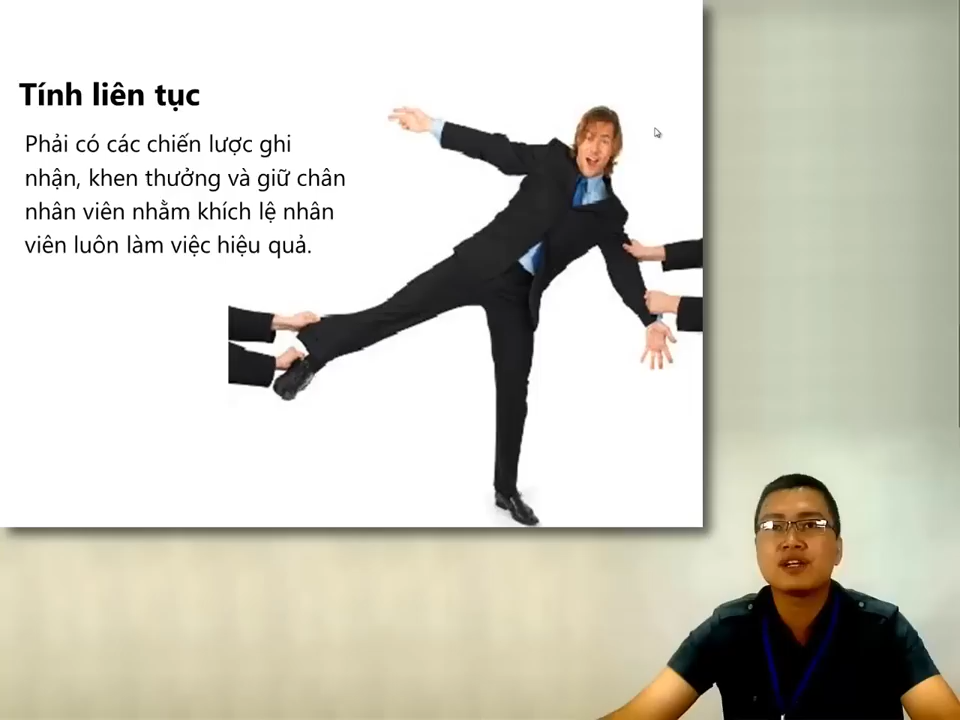 Tính liên tục
Phải có các chiến lược ghi
nhận, khen thưởng và giữ chân
nhân viên nhằm khích lệ nhân
viên luôn làm việc hiệu quả.